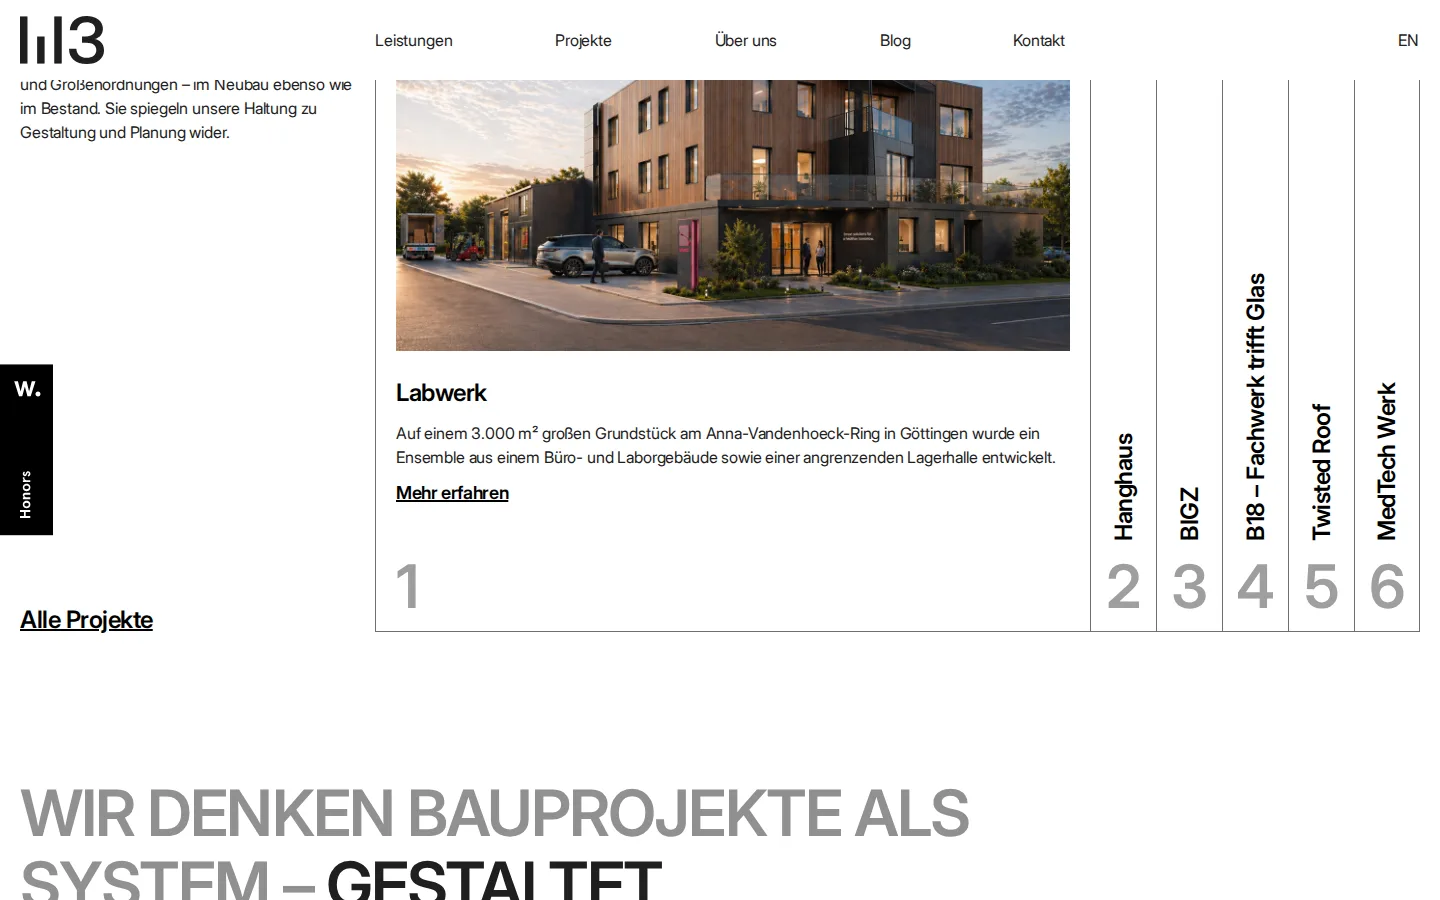 M3
Leistungen
Projekte
Über uns
Blog
Kontakt
EN
und Großenordnungen – im Neubau ebenso wie
im Bestand. Sie spiegeln unsere Haltung zu
Gestaltung und Planung wider.
W.
Honors
Alle Projekte
Labwerk
Auf einem 3.000 m² großen Grundstück am Anna-Vandenhoeck-Ring in Göttingen wurde ein
Ensemble aus einem Büro- und Laborgebäude sowie einer angrenzenden Lagerhalle entwickelt.
Mehr erfahren
1
Hanghaus
2
BIGZ
3
B18 – Fachwerk trifft Glas
4
Twisted Roof
5
MedTech Werk
6
WIR DENKEN BAUPROJEKTE ALS
SYSTEM – GESTALTET